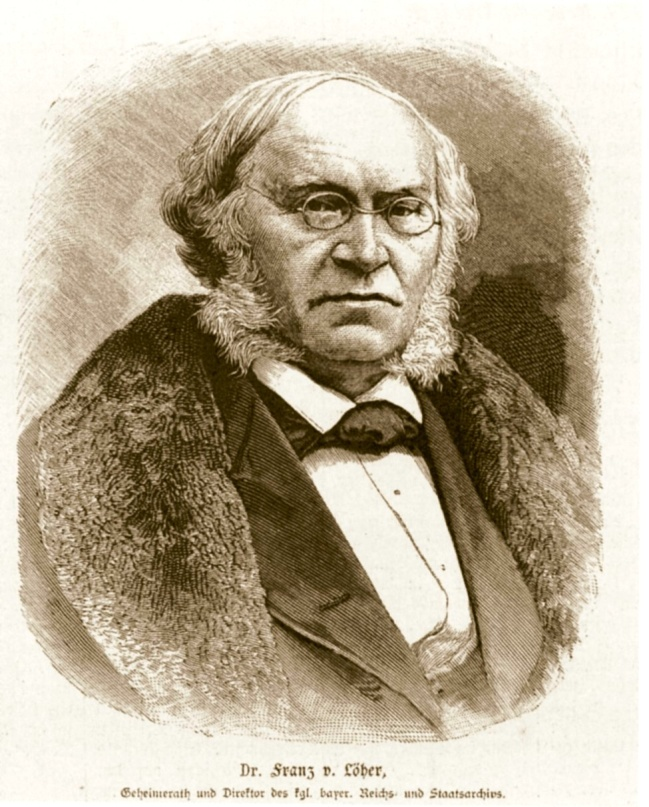 Dr. Franz v. Löher,
Geheimerath und Direktor des kgl. bayer. Reichs- und Staatsarchivs.